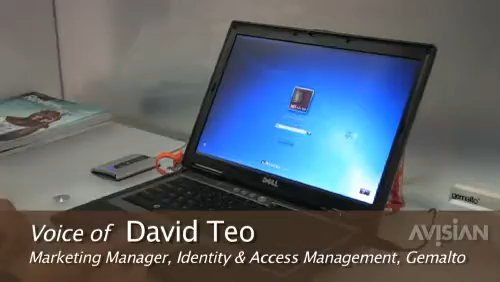 DELL
gemalto
AVISIAN
Voice of David Teo
Marketing Manager, Identity & Access Management, Gemalto